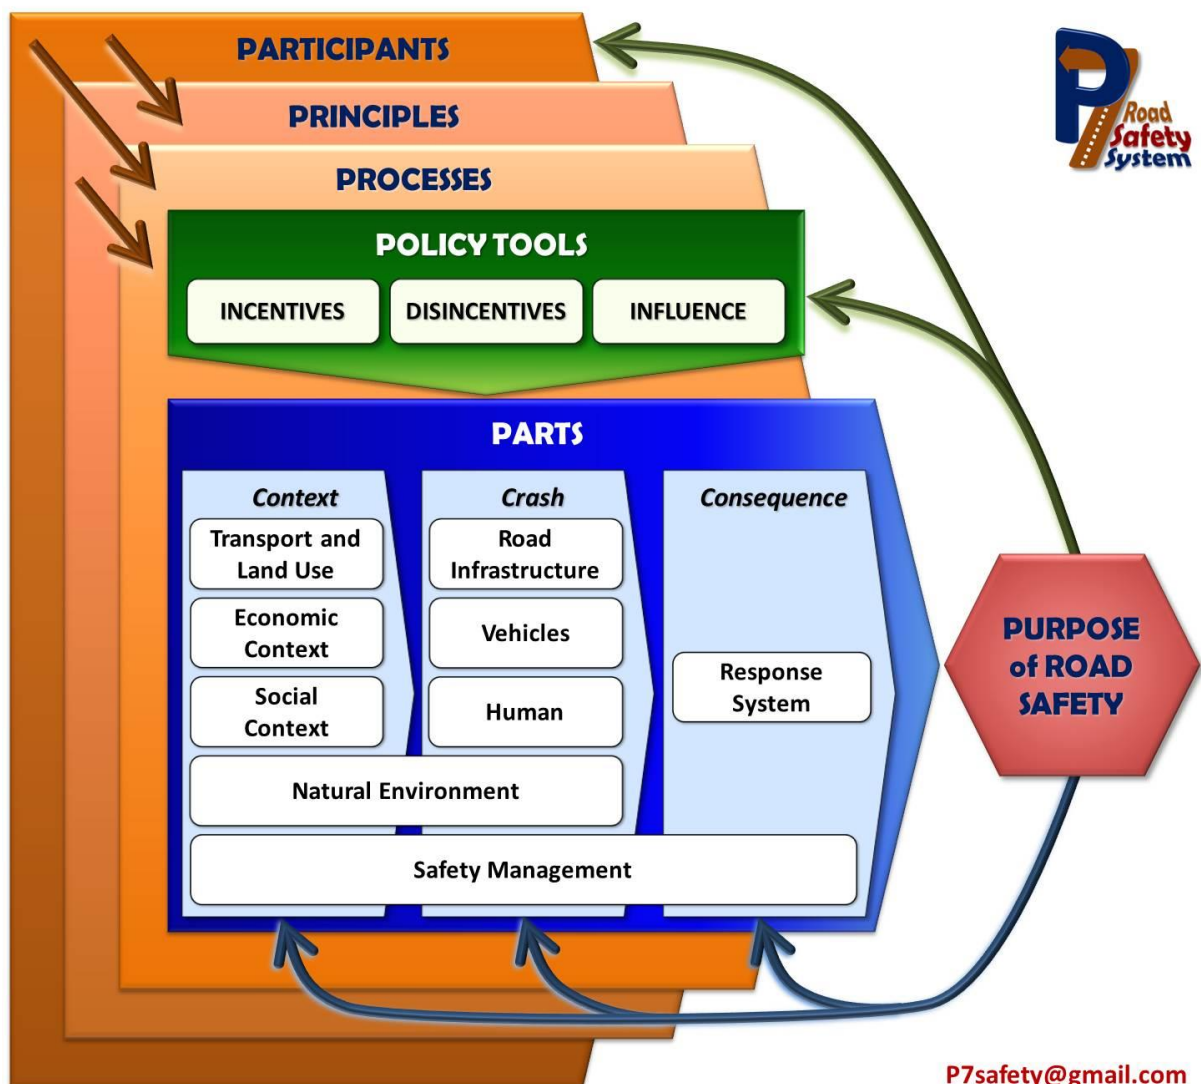 PARTICIPANTS
PRINCIPLES
PROCESSES
POLICY TOOLS
INCENTIVES
DISINCENTIVES
INFLUENCE
PARTS
Context
Transport and
Land Use
Economic
Context
Social
Context
Crash
Road
Infrastructure
Vehicles
Human
Consequence
Response
System
Natural Environment
Safety Management
PURPOSE
of ROAD
SAFETY
P7
Road
Safety
System
P7safety@gmail.com